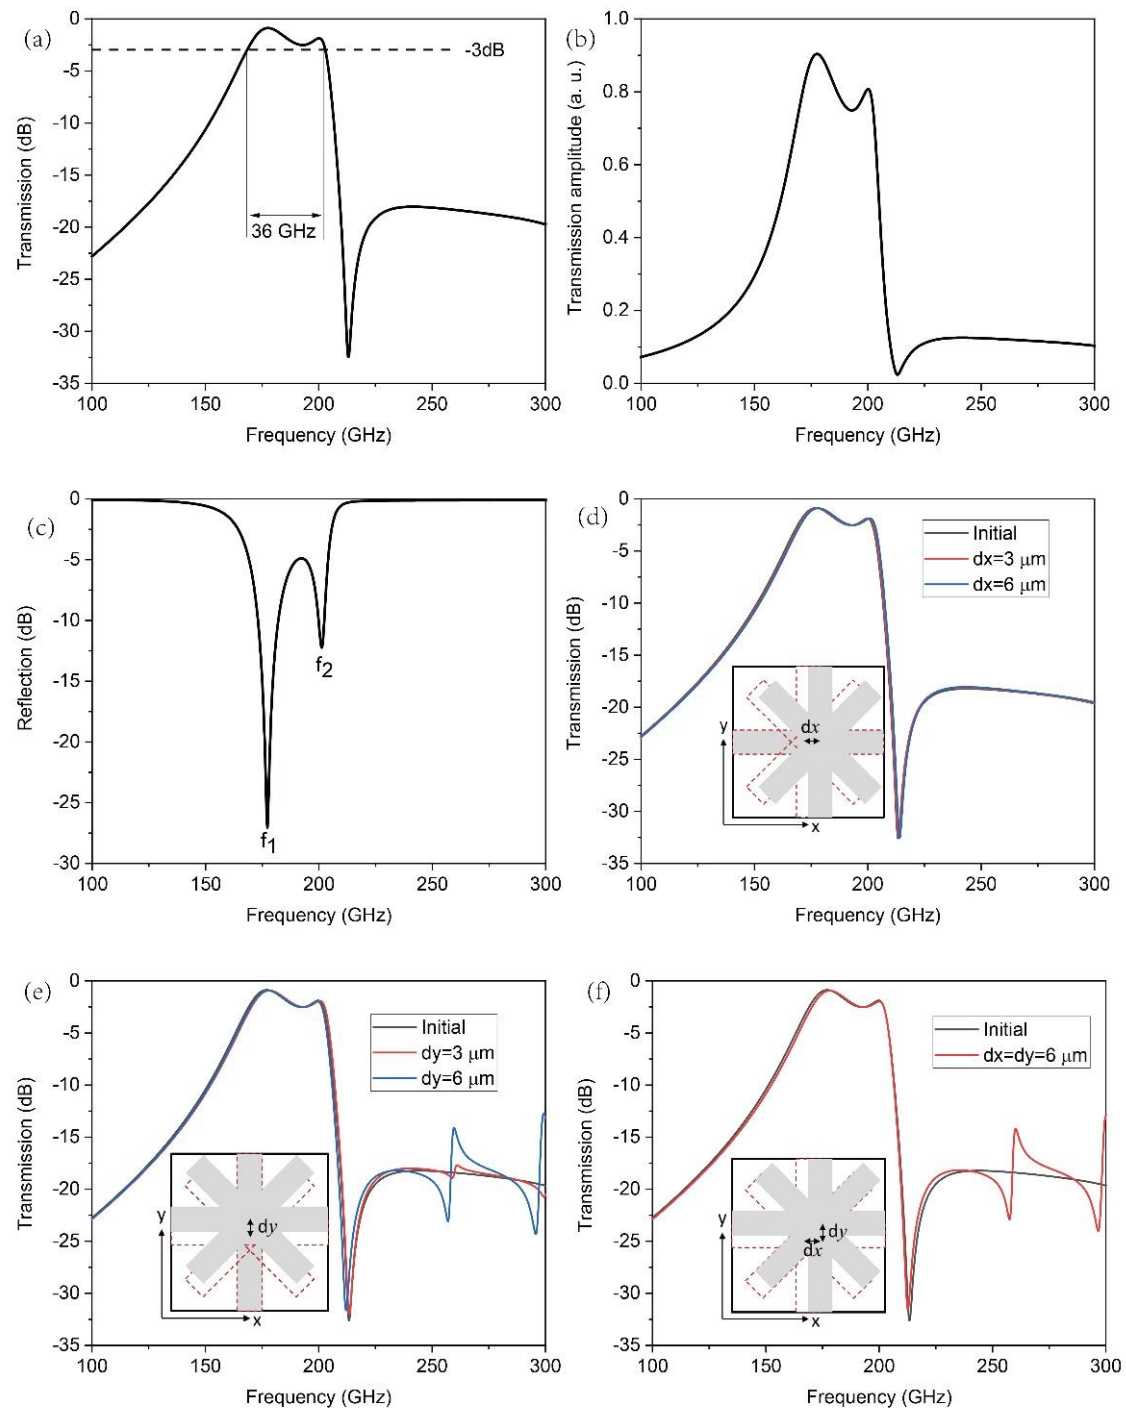 (a)
0
-5
-10
-15
-20
-25
-30
-35
Transmission (dB)
-3dB
36 GHz
100
150
200
250
300
Frequency (GHz)
(b)
1.0
0.8
0.6
0.4
0.2
0.0
Transmission amplitude (a. u.)
100
150
200
250
300
Frequency (GHz)
(c)
0
-5
-10
-15
-20
-25
-30
Reflection (dB)
f2
f1
100
150
200
250
300
Frequency (GHz)
(d)
0
-5
-10
-15
-20
-25
-30
-35
Transmission (dB)
Initial
dx=3 μm
dx=6 μm
dx
y
x
100
150
200
250
300
Frequency (GHz)
(e)
0
-5
-10
-15
-20
-25
-30
-35
Transmission (dB)
Initial
dy=3 μm
dy=6 μm
dy
y
x
100
150
200
250
300
Frequency (GHz)
(f)
0
-5
-10
-15
-20
-25
-30
-35
Transmission (dB)
Initial
dx=dy=6 μm
dy
dx
y
x
100
150
200
250
300
Frequency (GHz)